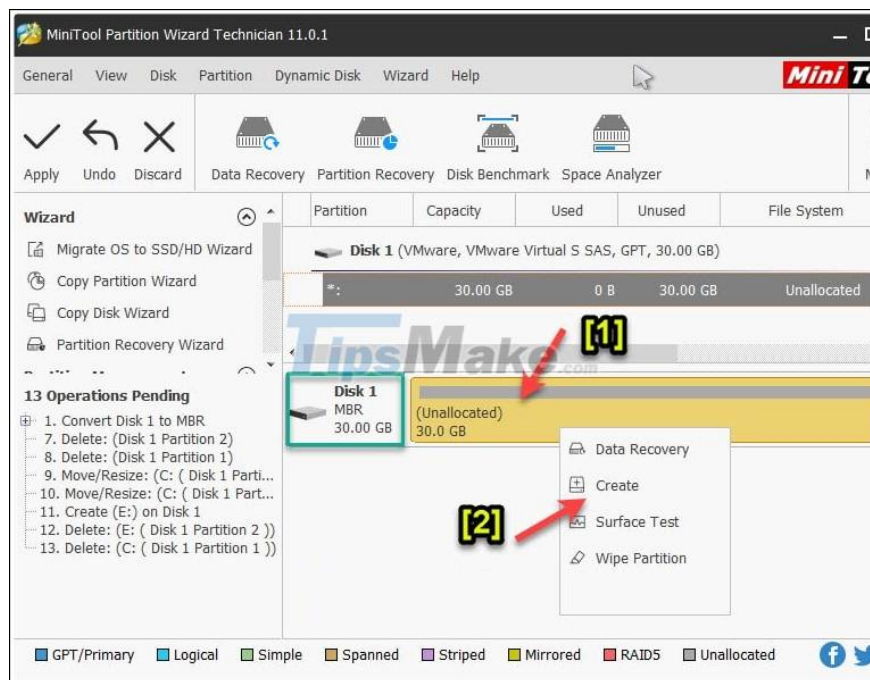 MiniTool Partition Wizard Technician 11.0.1
General View Disk Partition Dynamic Disk Wizard Help
Mini
Apply Undo Discard Data Recovery Partition Recovery Disk Benchmark Space Analyzer
Wizard
Migrate OS to SSD/HD Wizard
Copy Partition Wizard
Copy Disk Wizard
Partition Recovery Wizard
Partition Capacity Used Unused File System
Disk 1 (VMware, VMware Virtual S SAS, GPT, 30.00 GB)
*: 30.00 GB 0 B 30.00 GB Unallocated
TipsMake.com
[1]
13 Operations Pending
1. Convert Disk 1 to MBR
7. Delete: (Disk 1 Partition 2)
8. Delete: (Disk 1 Partition 1)
9. Move/Resize: (C: ( Disk 1 Parti...
10. Move/Resize: (C: ( Disk 1 Part...
11. Create (E:) on Disk 1
12. Delete: (E: ( Disk 1 Partition 2 ))
13. Delete: (C: ( Disk 1 Partition 1 ))
Disk 1
MBR
30.00 GB
(Unallocated)
30.0 GB
Data Recovery
Create
[2]
Surface Test
Wipe Partition
GPT/Primary Logical Simple Spanned Striped Mirrored RAID5 Unallocated